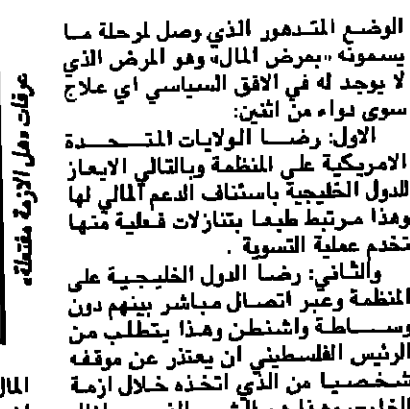 الوضع المتدهور الذي وصل لمرحلة ما
يسمونه «بمرض المال» وهو المرض الذي
لا يوجد له في الافق السياسي اي علاج
سوى دواء من اثنين:
الاول: رضا الولايات المتحدة
الامريكية على المنظمة وبالتالي الايعاز
للدول الخليجية باستئناف الدعم المالي لها
وهذا مرتبط طبعا بتنازلات فعلية منها
تخدم عملية التسوية .
والثاني: رضا الدول الخليجية على
المنظمة وعبر اتصال مباشر بينهم دون
وساطة واشنطن وهذا يتطلب من
الرئيس الفلسطيني ان يعتذر عن موقفه
شخصيا من الذي اتخذه خلال ازمة
عرفات «هل الازمة مفتعلة»
المال